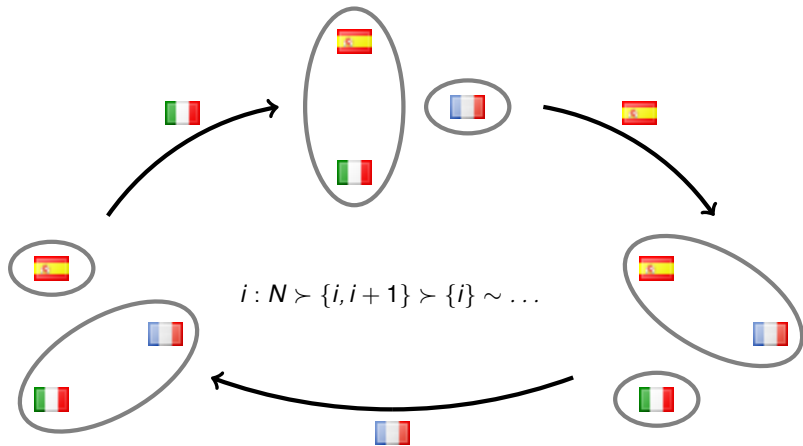 i : N ≻ {i, i + 1} ≻ {i} ∼ . . .